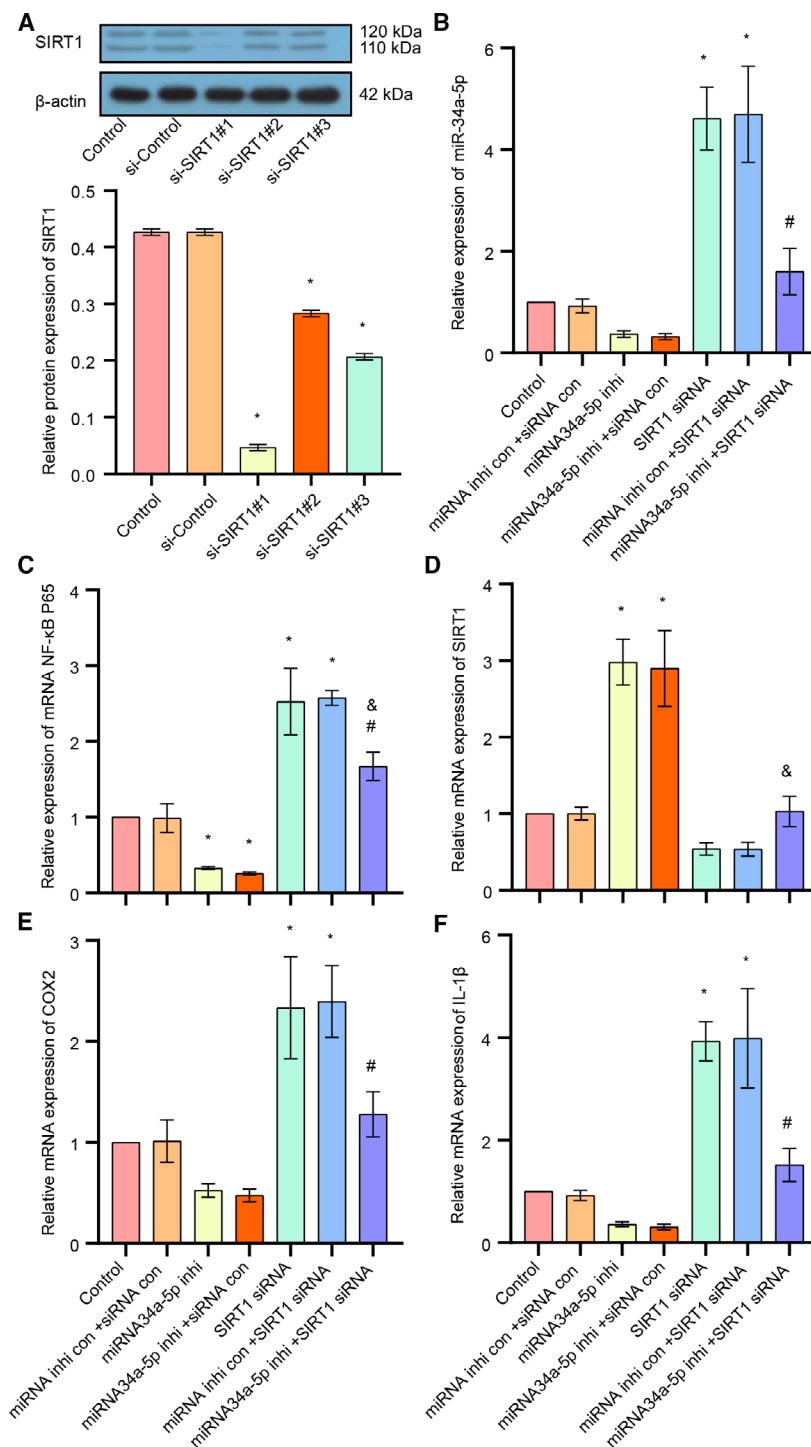 A
SIRT1
120 kDa
110 kDa
β-actin
42 kDa
Control
si-Control
si-SIRT1#1
si-SIRT1#2
si-SIRT1#3
Relative protein expression of SIRT1
0.5
0.4
0.3
0.2
0.1
0.0
*
*
*
Control
si-Control
si-SIRT1#1
si-SIRT1#2
si-SIRT1#3
B
Relative expression of miR-34a-5p
6
4
2
0
*
*
#
Control
miRNA inhi con +siRNA con
miRNA34a-5p inhi
miRNA34a-5p inhi +siRNA con
SIRT1 siRNA
miRNA inhi con +SIRT1 siRNA
miRNA34a-5p inhi +SIRT1 siRNA
C
Relative expression of mRNA NF-κB P65
4
3
2
1
0
*
*
*
*
&
#
D
Relative mRNA expression of SIRT1
4
3
2
1
0
*
*
&
E
Relative mRNA expression of COX2
3
2
1
0
*
*
#
Control
miRNA inhi con +siRNA con
miRNA34a-5p inhi
miRNA34a-5p inhi +siRNA con
SIRT1 siRNA
miRNA inhi con +SIRT1 siRNA
miRNA34a-5p inhi +SIRT1 siRNA
F
Relative mRNA expression of IL-1β
6
4
2
0
*
*
#
Control
miRNA inhi con +siRNA con
miRNA34a-5p inhi
miRNA34a-5p inhi +siRNA con
SIRT1 siRNA
miRNA inhi con +SIRT1 siRNA
miRNA34a-5p inhi +SIRT1 siRNA